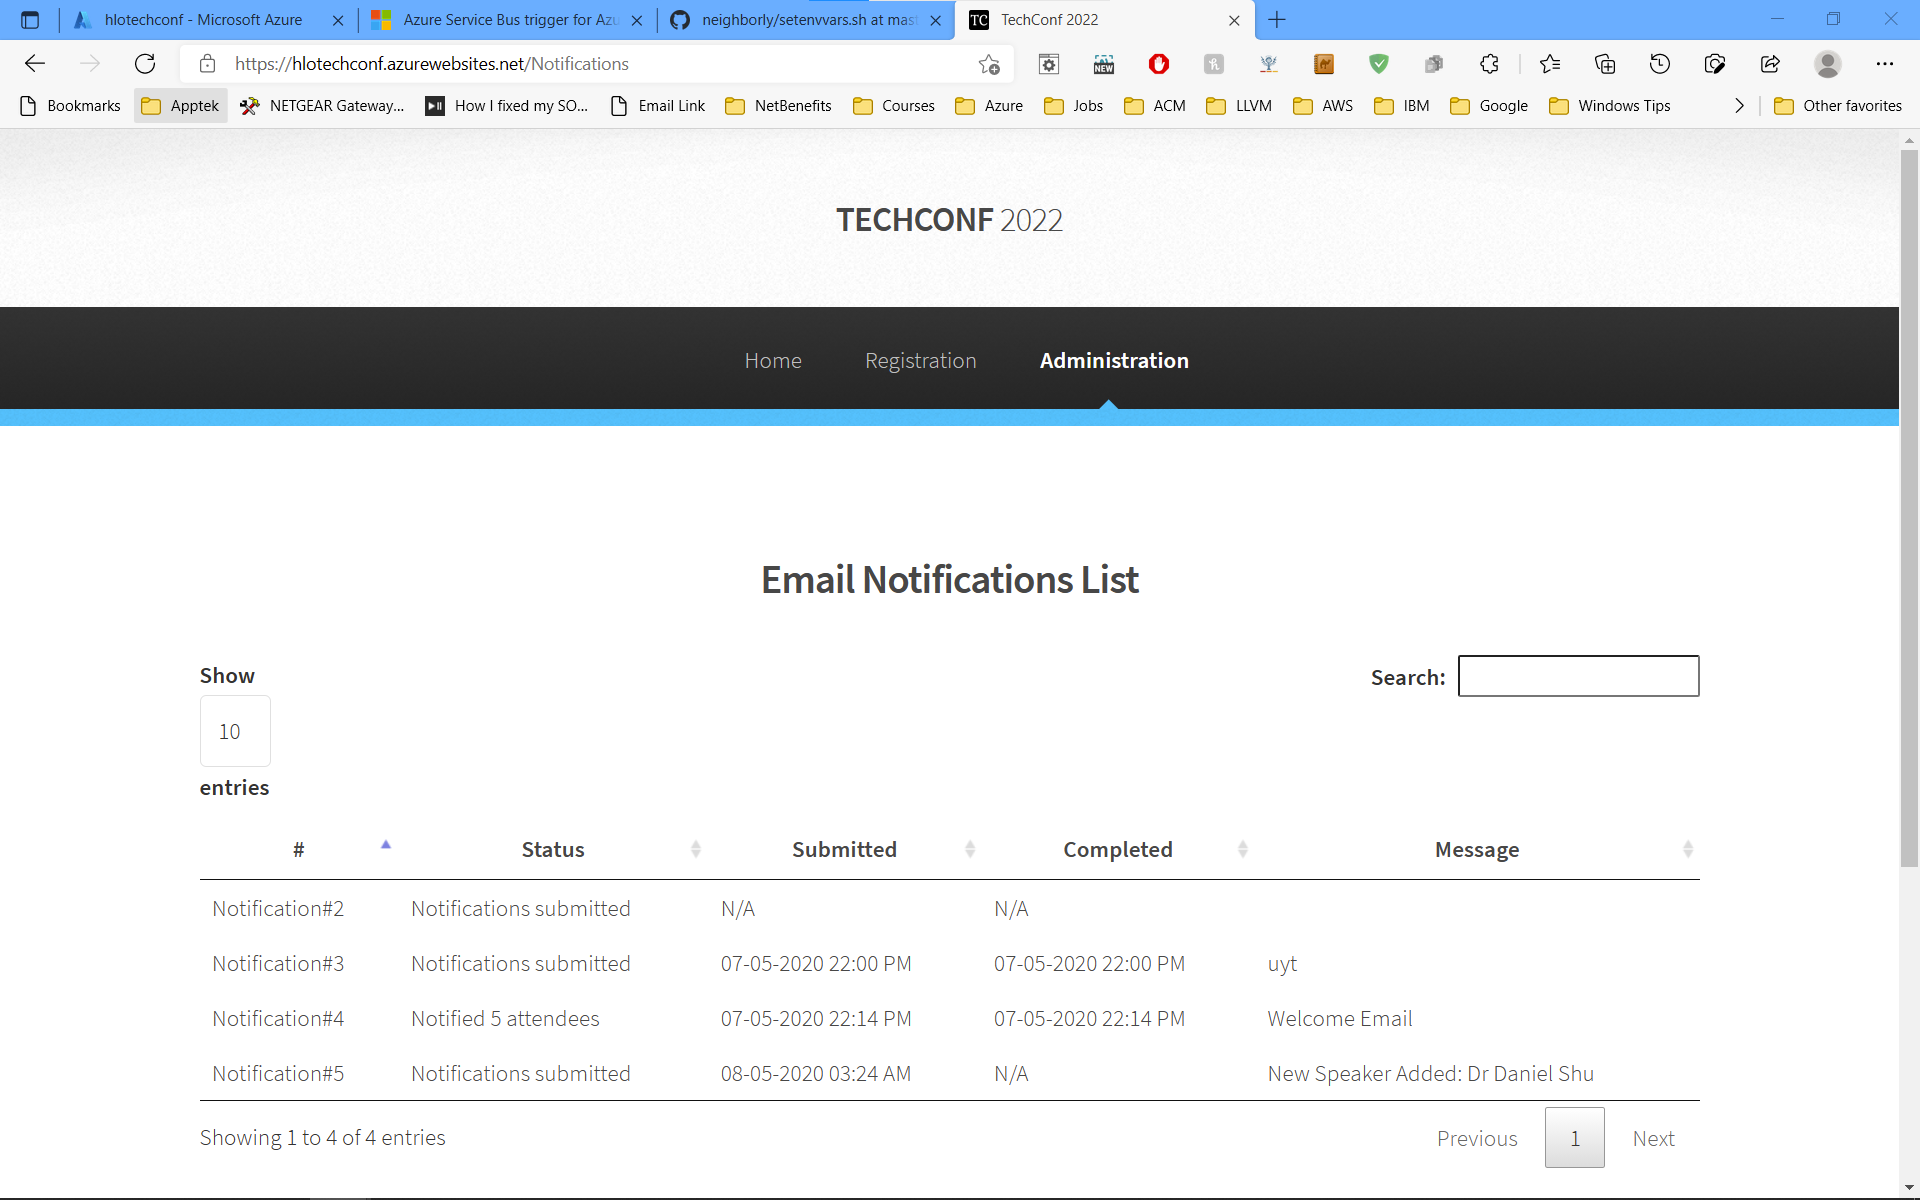 hlotechconf - Microsoft Azure
Azure Service Bus trigger for Azu
neighborly/setenvvars.sh at mast
TC TechConf 2022
https://hlotechconf.azurewebsites.net/Notifications
NEW
Bookmarks Apptek NETGEAR Gateway... How I fixed my SO... Email Link NetBenefits Courses Azure Jobs ACM LLVM AWS IBM Google Windows Tips Other favorites
TECHCONF 2022
Home Registration Administration
Email Notifications List
Show
10
entries
Search:
# Status Submitted Completed Message
Notification#2 Notifications submitted N/A N/A
Notification#3 Notifications submitted 07-05-2020 22:00 PM 07-05-2020 22:00 PM uyt
Notification#4 Notified 5 attendees 07-05-2020 22:14 PM 07-05-2020 22:14 PM Welcome Email
Notification#5 Notifications submitted 08-05-2020 03:24 AM N/A New Speaker Added: Dr Daniel Shu
Showing 1 to 4 of 4 entries
Previous 1 Next